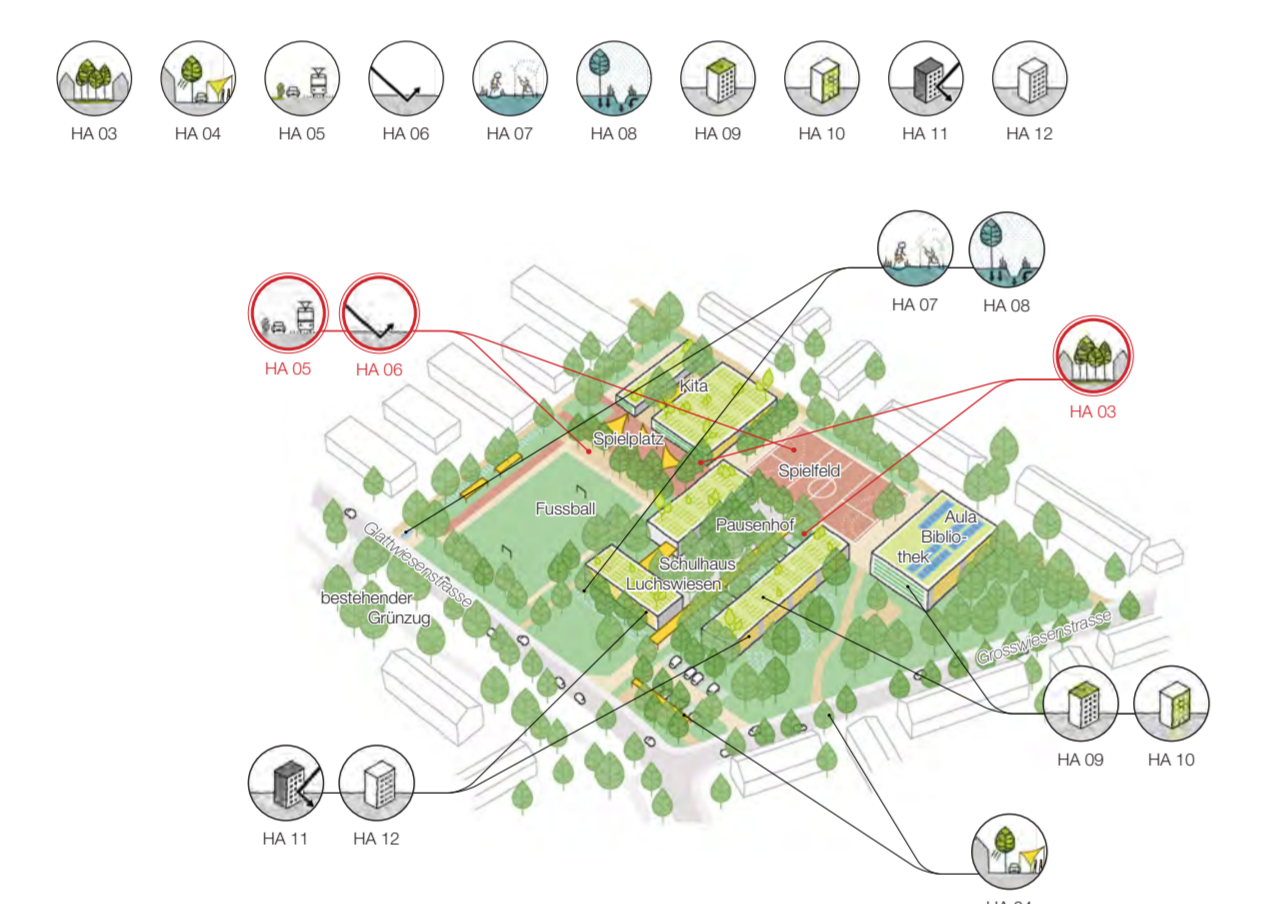 HA 03
HA 04
HA 05
HA 06
HA 07
HA 08
HA 09
HA 10
HA 11
HA 12
HA 07
HA 08
HA 05
HA 06
HA 03
Kita
Spielplatz
Spielfeld
Fussball
Pausenhof
Aula
Biblio-
thek
Schulhaus
Luchswiesen
Glattwiesenstrasse
bestehender
Grünzug
Grosswiesenstrasse
HA 09
HA 10
HA 11
HA 12